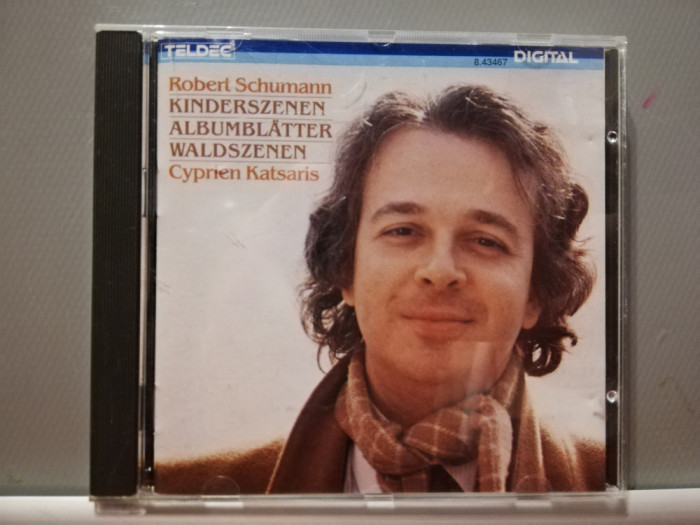 TELDEC
8.43467 DIGITAL
Robert Schumann
KINDERSZENEN
ALBUMBLÄTTER
WALDSZENEN
Cyprien Katsaris